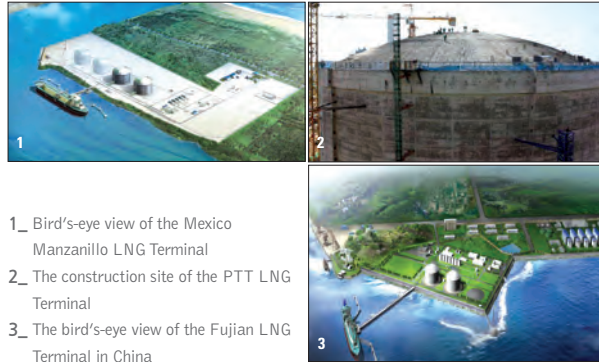 1
2
1_ Bird's-eye view of the Mexico
Manzanillo LNG Terminal
2_ The construction site of the PTT LNG
Terminal
3_ The bird's-eye view of the Fujian LNG
Terminal in China
3